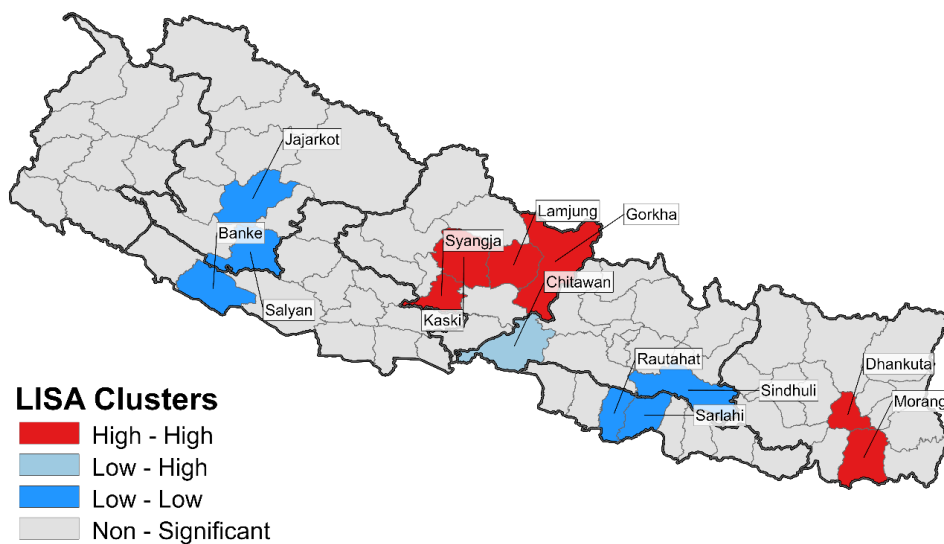 Jajarkot
Lamjung
Gorkha
Banke
Syangja
Chitawan
Salyan
Kaski
Rautahat
Dhankuta
Sindhuli
Morang
Sarlahi
LISA Clusters
High - High
Low - High
Low - Low
Non - Significant